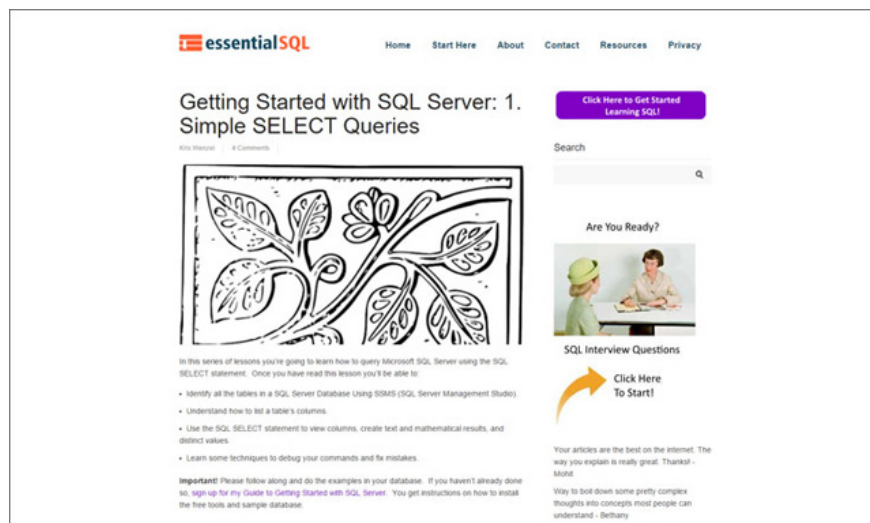 essentialSQL
Home Start Here About Contact Resources Privacy
Getting Started with SQL Server: 1.
Simple SELECT Queries
Kris Wenzel 4 Comments
In this series of lessons you're going to learn how to query Microsoft SQL Server using the SQL
SELECT statement. Once you have read this lesson you'll be able to:
• Identify all the tables in a SQL Server Database Using SSMS (SQL Server Management Studio).
• Understand how to list a table's columns.
• Use the SQL SELECT statement to view columns, create text and mathematical results, and
distinct values.
• Learn some techniques to debug your commands and fix mistakes.
Important! Please follow along and do the examples in your database. If you haven't already done
so, sign up for my Guide to Getting Started with SQL Server. You get instructions on how to install
the free tools and sample database.
Click Here to Get Started
Learning SQL!
Search
Are You Ready?
SQL Interview Questions
Click Here
To Start!
Your articles are the best on the internet. The
way you explain is really great. Thanks! -
Mohit
Way to boil down some pretty complex
thoughts into concepts most people can
understand - Bethany